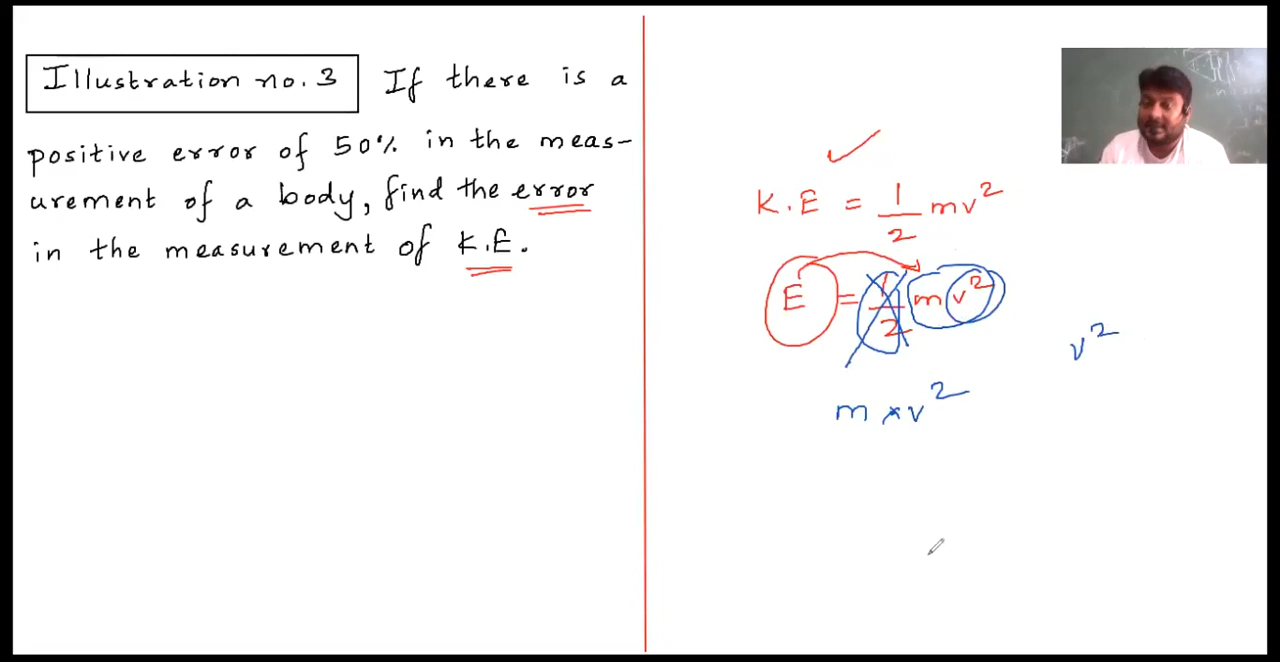 Illustration no. 3 If there is a
positive error of 50% in the meas-
urement of a body, find the error
in the measurement of K.E.
K.E = 1/2 mv²
E = 1/2 mv²
v²
m × v²